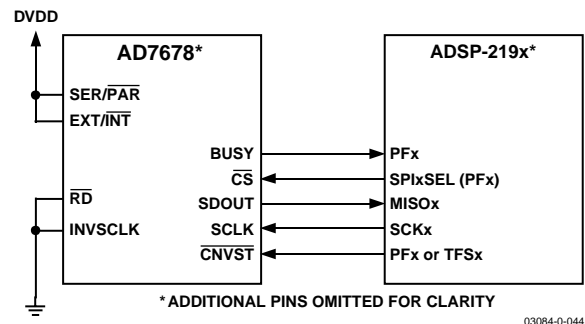 DVDD
AD7678*
ADSP-219x*
SER/PAR
EXT/INT
BUSY
PFx
CS
SPIxSEL (PFx)
RD
SDOUT
MISOx
INVSCLK
SCLK
SCKx
CNVST
PFx or TFSx
*ADDITIONAL PINS OMITTED FOR CLARITY
03084-0-044